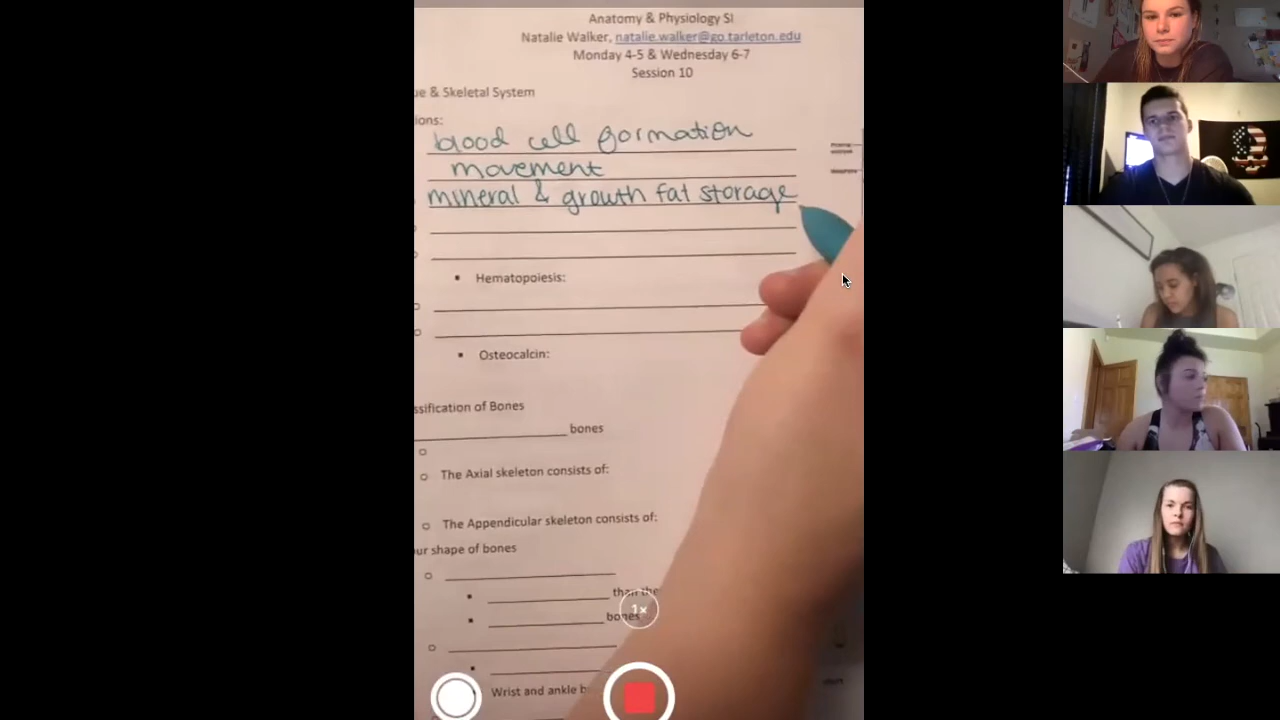 Anatomy & Physiology SI
Natalie Walker, natalie.walker@go.tarleton.edu
Monday 4-5 & Wednesday 6-7
Session 10
ue & Skeletal System
ions:
blood cell formation
movement
mineral & growth fat storage
Hematopoiesis:
Osteocalcin:
ssification of Bones
bones
The Axial skeleton consists of:
The Appendicular skeleton consists of:
ur shape of bones
than the
1×
bones
Wrist and ankle b